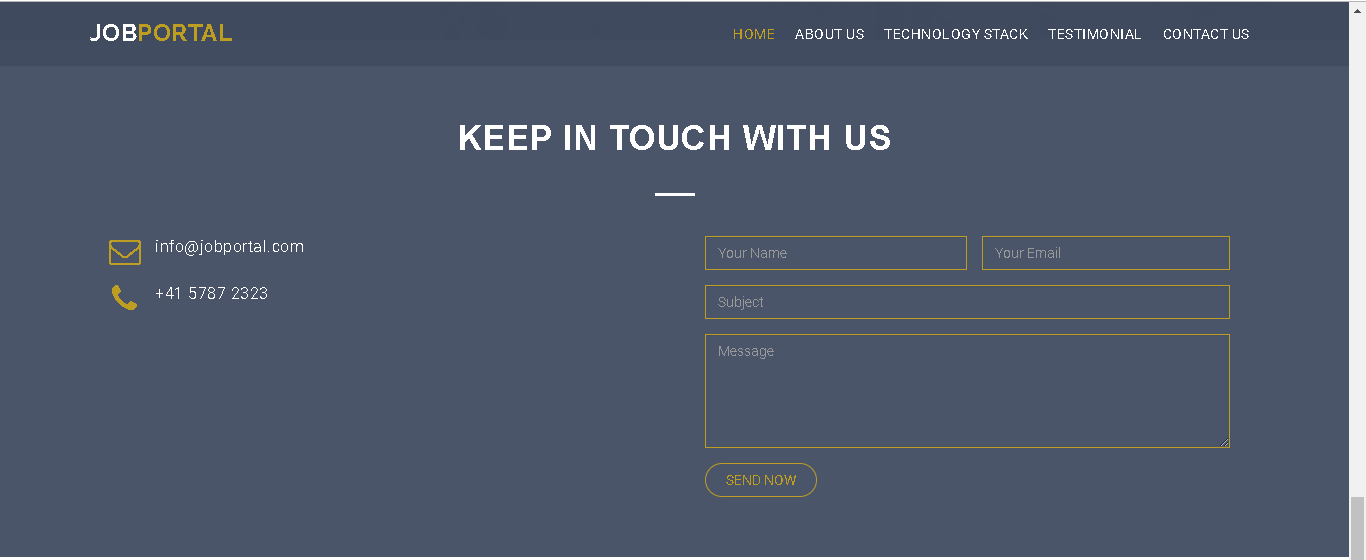 JOBPORTAL
HOME ABOUT US TECHNOLOGY STACK TESTIMONIAL CONTACT US
KEEP IN TOUCH WITH US
info@jobportal.com
+41 5787 2323
Your Name
Your Email
Subject
Message
SEND NOW